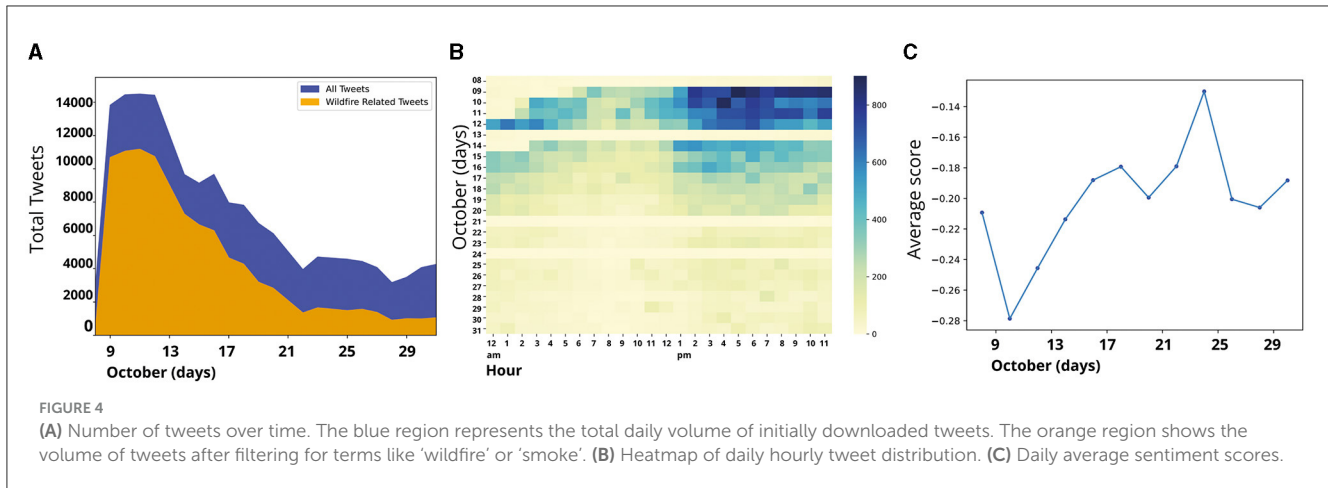 A
B
C
14000
12000
10000
8000
6000
4000
2000
0
Total Tweets
All Tweets
Wildfire Related Tweets
9 13 17 21 25 29
October (days)
08
09
10
11
12
13
14
15
16
17
18
19
20
21
22
23
24
25
26
27
28
29
30
31
October (days)
12 1 2 3 4 5 6 7 8 9 10 11 12 1 2 3 4 5 6 7 8 9 10 11
am pm
Hour
800
600
400
200
0
−0.14
−0.16
−0.18
−0.20
−0.22
−0.24
−0.26
−0.28
Average score
9 13 17 21 25 29
October (days)
FIGURE 4
(A) Number of tweets over time. The blue region represents the total daily volume of initially downloaded tweets. The orange region shows the
volume of tweets after filtering for terms like ‘wildfire’ or ‘smoke’. (B) Heatmap of daily hourly tweet distribution. (C) Daily average sentiment scores.